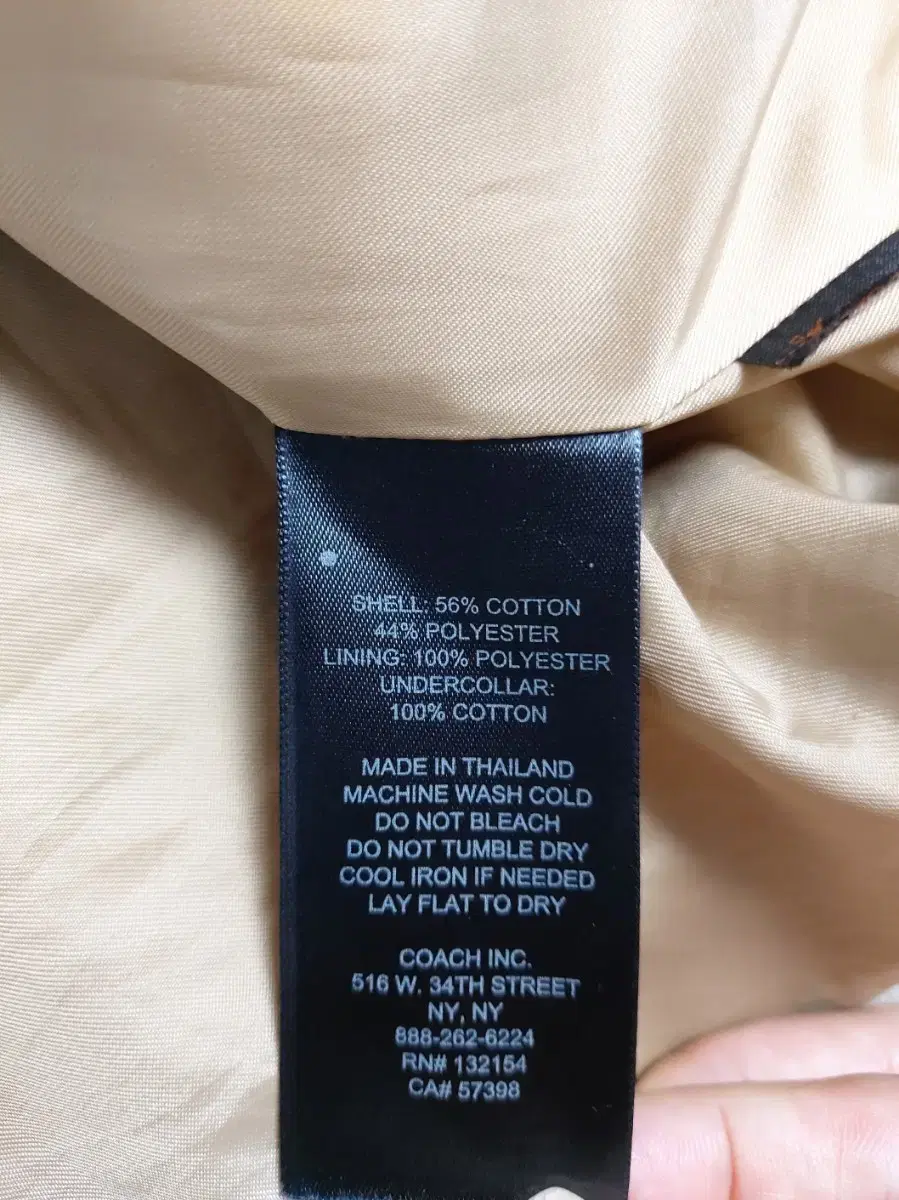 SHELL: 56% COTTON
44% POLYESTER
LINING: 100% POLYESTER
UNDERCOLLAR:
100% COTTON
MADE IN THAILAND
MACHINE WASH COLD
DO NOT BLEACH
DO NOT TUMBLE DRY
COOL IRON IF NEEDED
LAY FLAT TO DRY
COACH INC.
516 W. 34TH STREET
NY, NY
888-262-6224
RN# 132154
CA# 57398